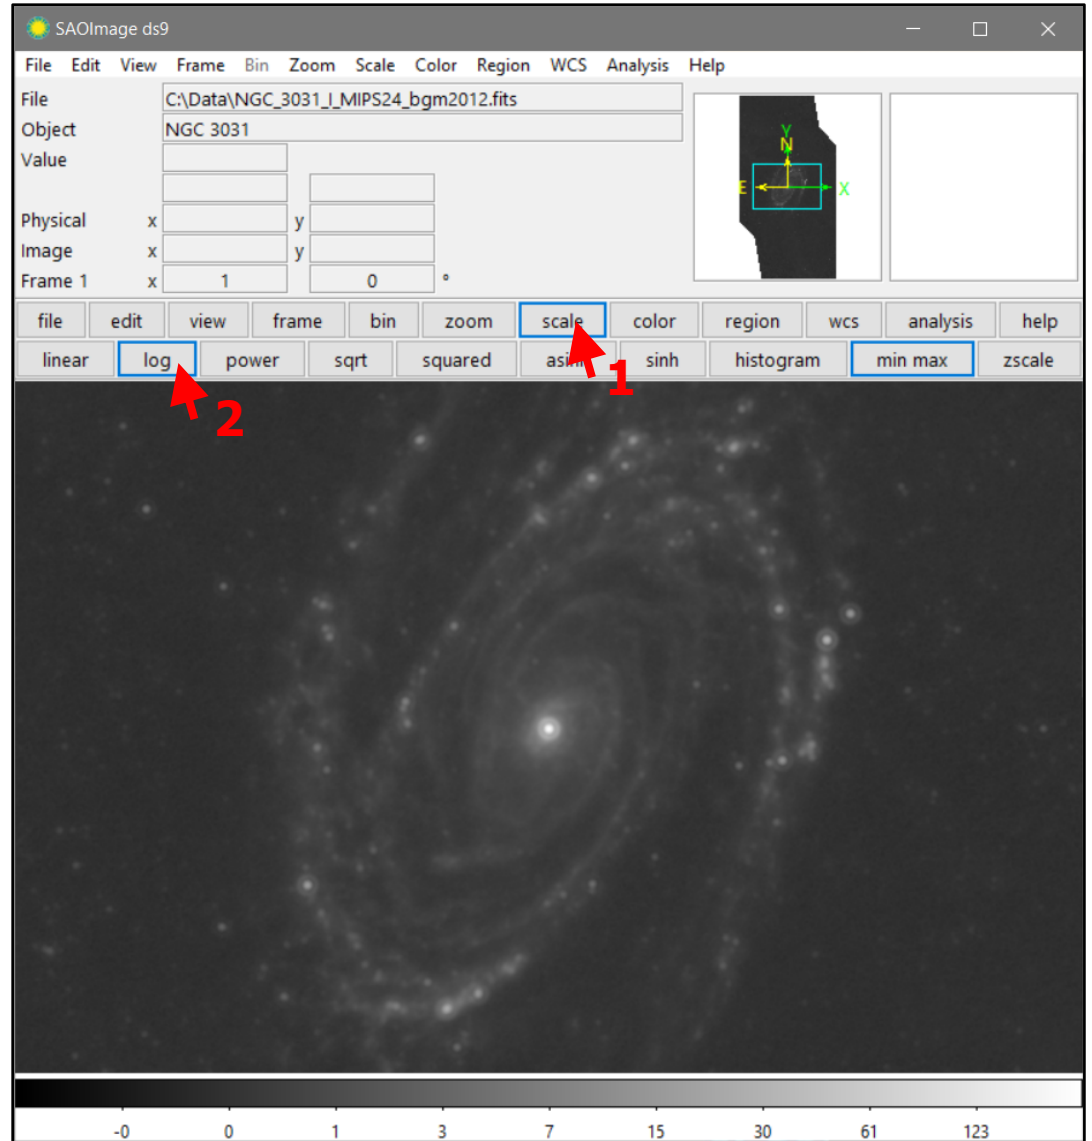 SAOImage ds9
File Edit View Frame Bin Zoom Scale Color Region WCS Analysis Help
File C:\Data\NGC_3031_I_MIPS24_bgm2012.fits
Object NGC 3031
Value
Physical x y
Image x y
Frame 1 x 1 0 °
Y
N
E X
file edit view frame bin zoom scale color region wcs analysis help
linear log power sqrt squared asinh sinh histogram min max zscale
1
2
-0 0 1 3 7 15 30 61 123